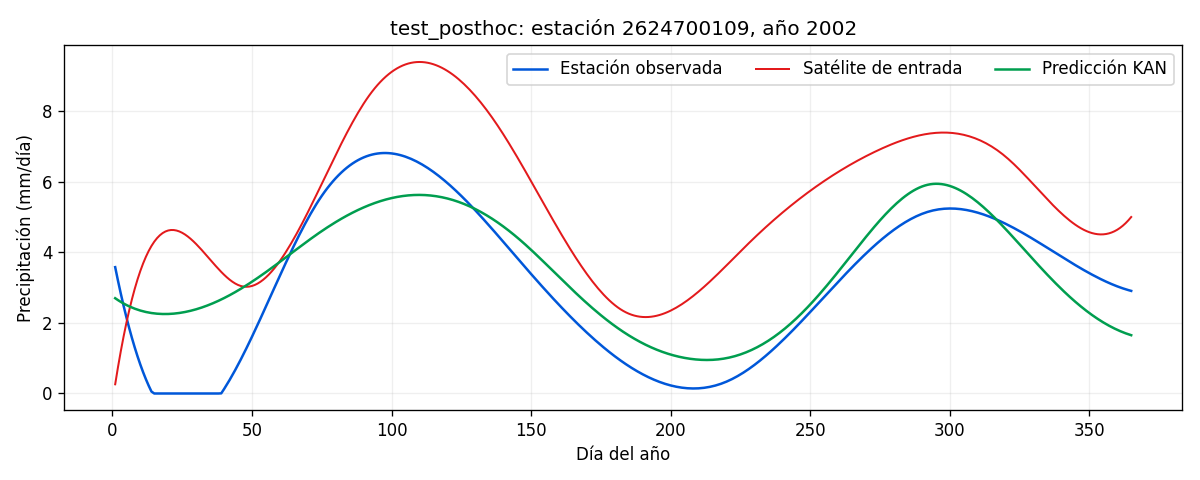 test_posthoc: estación 2624700109, año 2002
Estación observada
Satélite de entrada
Predicción KAN
Precipitación (mm/día)
8
6
4
2
0
0
50
100
150
200
250
300
350
Día del año